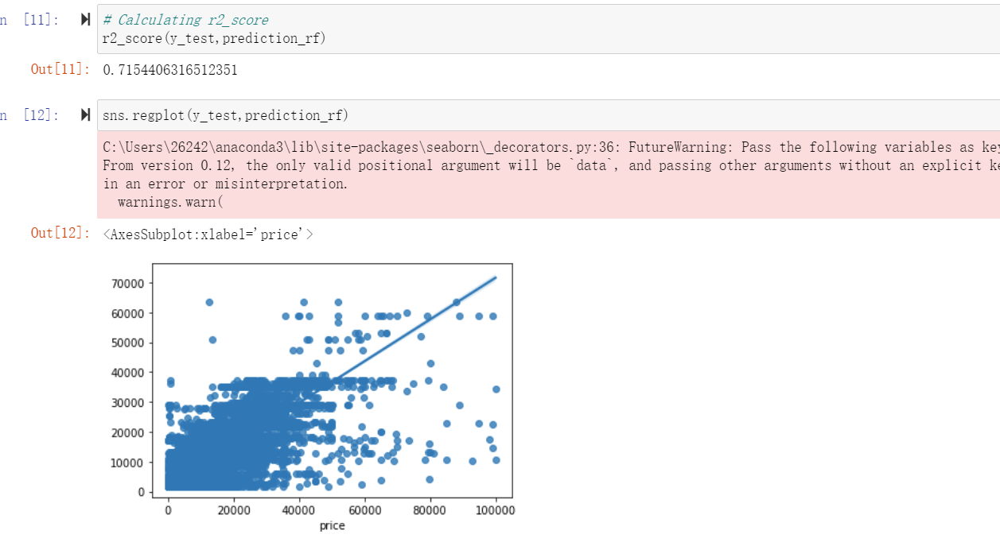 n [11]:
# Calculating r2_score
r2_score(y_test,prediction_rf)
Out[11]: 0.7154406316512351
n [12]:
sns.regplot(y_test,prediction_rf)
C:\Users\26242\anaconda3\lib\site-packages\seaborn\_decorators.py:36: FutureWarning: Pass the following variables as key
From version 0.12, the only valid positional argument will be `data`, and passing other arguments without an explicit ke
in an error or misinterpretation.
warnings.warn(
Out[12]: <AxesSubplot:xlabel='price'>
70000
60000
50000
40000
30000
20000
10000
0
0 20000 40000 60000 80000 100000
price